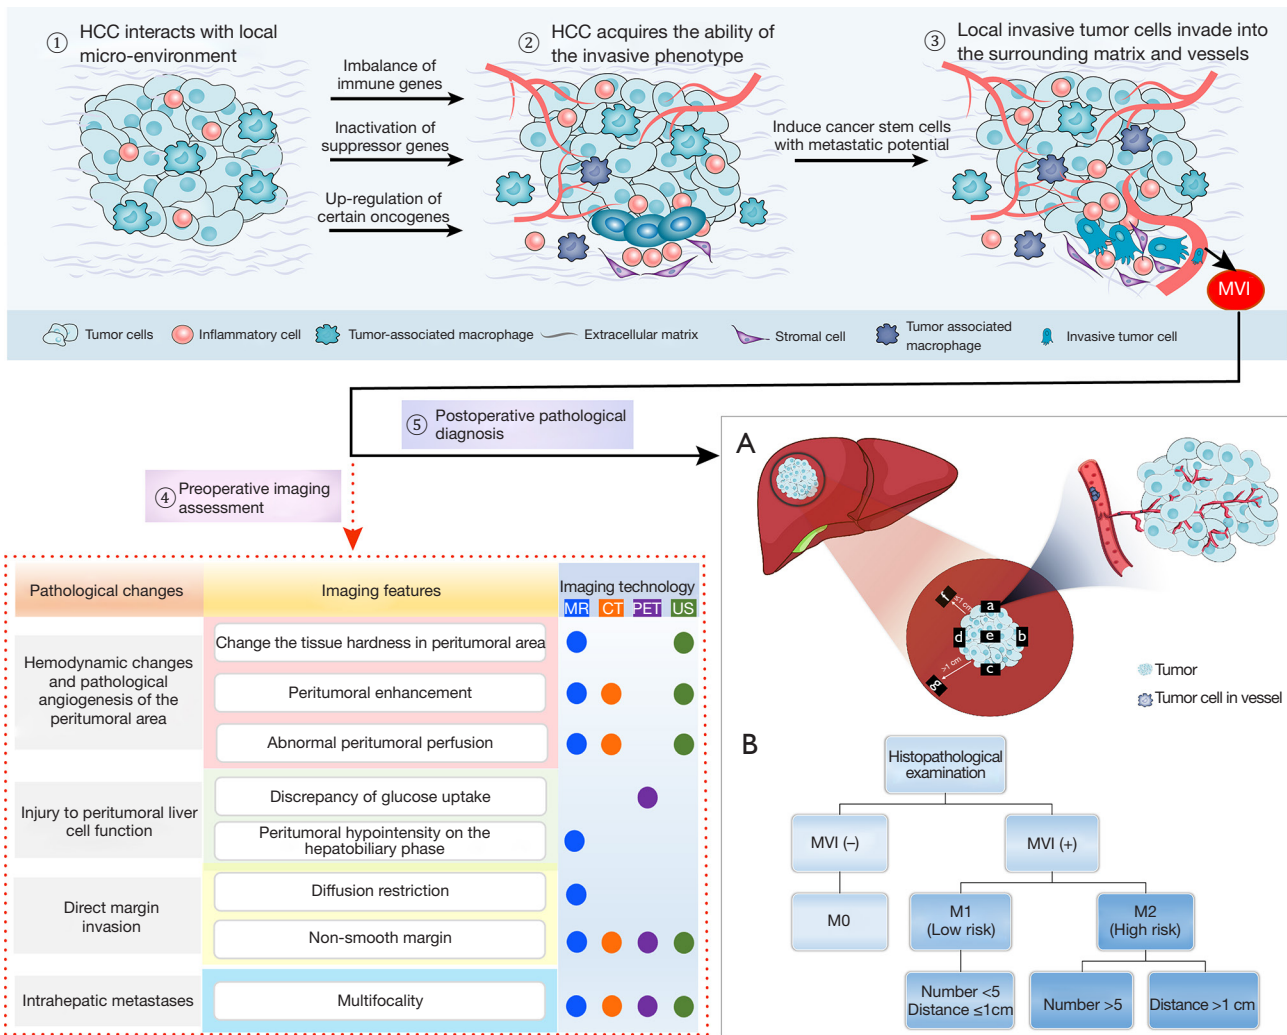 ① HCC interacts with local
micro-environment
Imbalance of
immune genes
Inactivation of
suppressor genes
Up-regulation of
certain oncogenes
② HCC acquires the ability of
the invasive phenotype
Induce cancer stem cells
with metastatic potential
③ Local invasive tumor cells invade into
the surrounding matrix and vessels
MVI
Tumor cells
Inflammatory cell
Tumor-associated macrophage
Extracellular matrix
Stromal cell
Tumor associated
macrophage
Invasive tumor cell
⑤ Postoperative pathological
diagnosis
④ Preoperative imaging
assessment
Pathological changes
Imaging features
Imaging technology
MR CT PET US
Hemodynamic changes
and pathological
angiogenesis of the
peritumoral area
Change the tissue hardness in peritumoral area
Peritumoral enhancement
Abnormal peritumoral perfusion
Injury to peritumoral liver
cell function
Discrepancy of glucose uptake
Peritumoral hypointensity on the
hepatobiliary phase
Direct margin
invasion
Diffusion restriction
Non-smooth margin
Intrahepatic metastases
Multifocality
A
f
≤1 cm
a
d
e
b
c
>1 cm
g
Tumor
Tumor cell in vessel
B
Histopathological
examination
MVI (–)
MVI (+)
M0
M1
(Low risk)
M2
(High risk)
Number <5
Distance ≤1cm
Number >5
Distance >1 cm